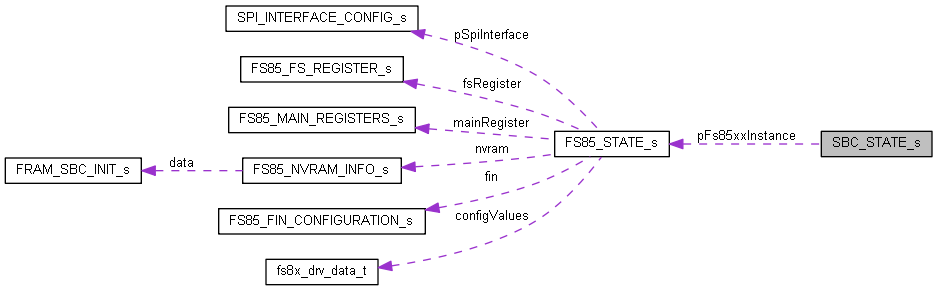 SPI_INTERFACE_CONFIG_s
pSpiInterface
FS85_FS_REGISTER_s
fsRegister
FS85_MAIN_REGISTERS_s
mainRegister
FS85_STATE_s
pFs85xxInstance
SBC_STATE_s
FRAM_SBC_INIT_s
data
FS85_NVRAM_INFO_s
nvram
fin
FS85_FIN_CONFIGURATION_s
configValues
fs8x_drv_data_t